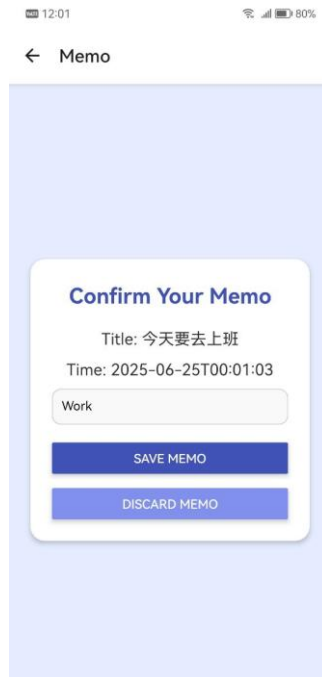 12:01
80%
Memo
Confirm Your Memo
Title: 今天要去上班
Time: 2025-06-25T00:01:03
Work
SAVE MEMO
DISCARD MEMO